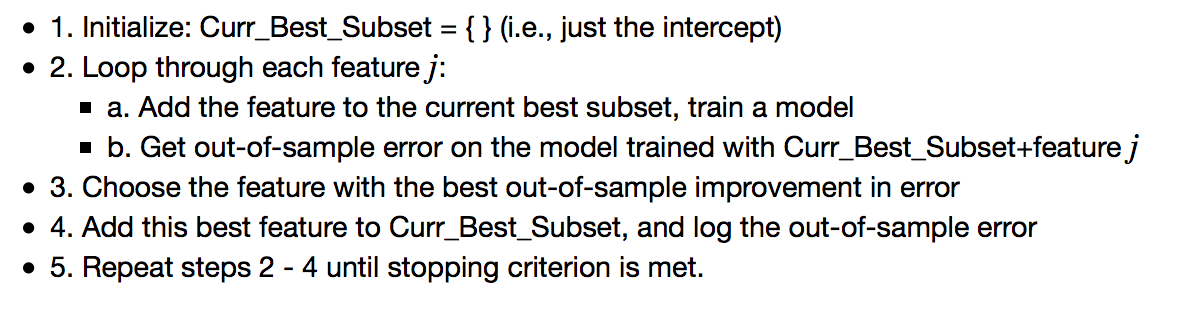 • 1. Initialize: Curr_Best_Subset = { } (i.e., just the intercept)
• 2. Loop through each feature j:
▪ a. Add the feature to the current best subset, train a model
▪ b. Get out-of-sample error on the model trained with Curr_Best_Subset+feature j
• 3. Choose the feature with the best out-of-sample improvement in error
• 4. Add this best feature to Curr_Best_Subset, and log the out-of-sample error
• 5. Repeat steps 2 - 4 until stopping criterion is met.